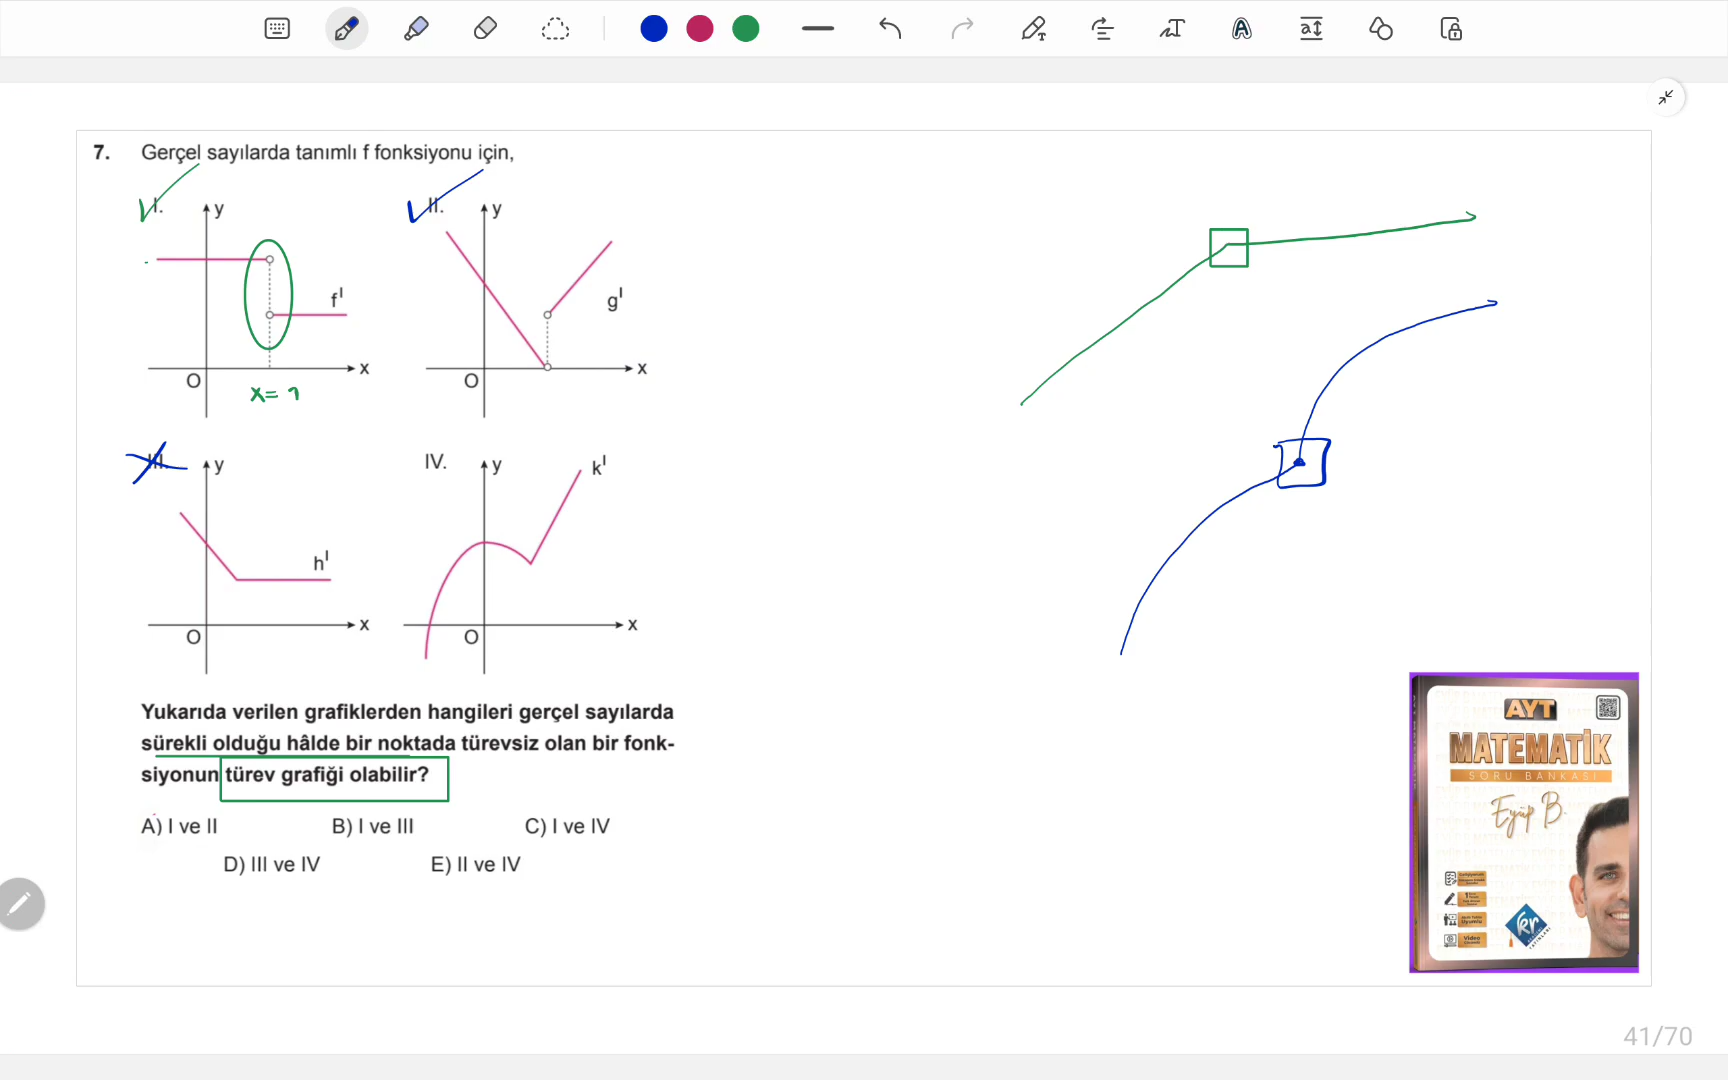 7. Gerçel sayılarda tanımlı f fonksiyonu için,
I. y
f'
O x
x= 1
II. y
g'
O x
III. y
h'
O x
IV. y
k'
O x
Yukarıda verilen grafiklerden hangileri gerçel sayılarda
sürekli olduğu hâlde bir noktada türevsiz olan bir fonk-
siyonun türev grafiği olabilir?
A) I ve II B) I ve III C) I ve IV
D) III ve IV E) II ve IV
AYT
MATEMATİK
SORU BANKASI
Eyüp B.
kr
Video
41/70